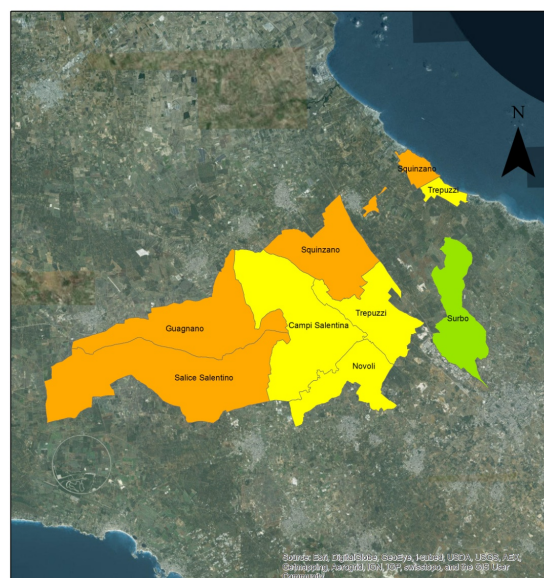 N
Squinzano
Trepuzzi
Squinzano
Surbo
Trepuzzi
Guagnano
Campi Salentina
Novoli
Salice Salentino
Source: Esri, DigitalGlobe, GeoEye, i-cubed, USDA, USGS, AEX,
Getmapping, Aerogrid, IGN, IGP, swisstopo, and the GIS User
Community